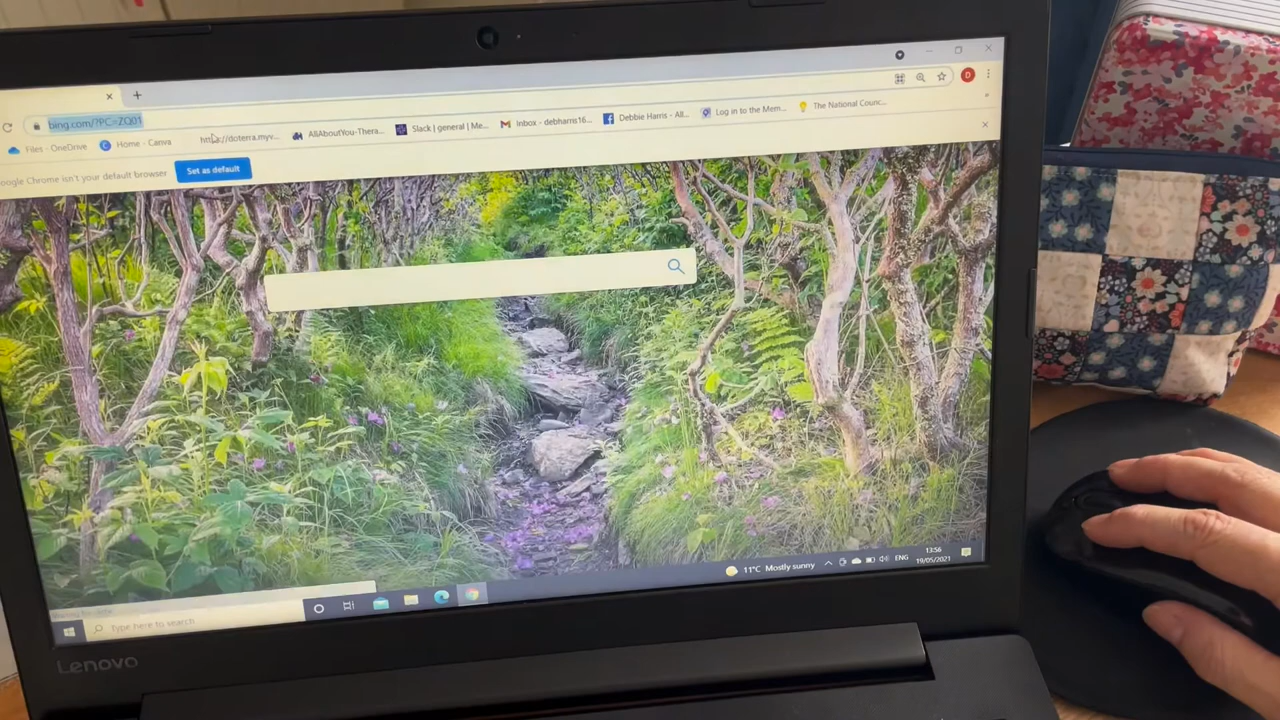 bing.com/?PC=ZQ01
D
Files - OneDrive
Home - Canva
AllAboutYou-Thera...
Slack | general | Me...
Inbox - debharris16...
Debbie Harris - All...
Log in to the Mem...
The National Counc...
oogle Chrome isn't your default browser
Set as default
11°C Mostly sunny
ENG
13:56
19/05/2021
Type here to search
Lenovo